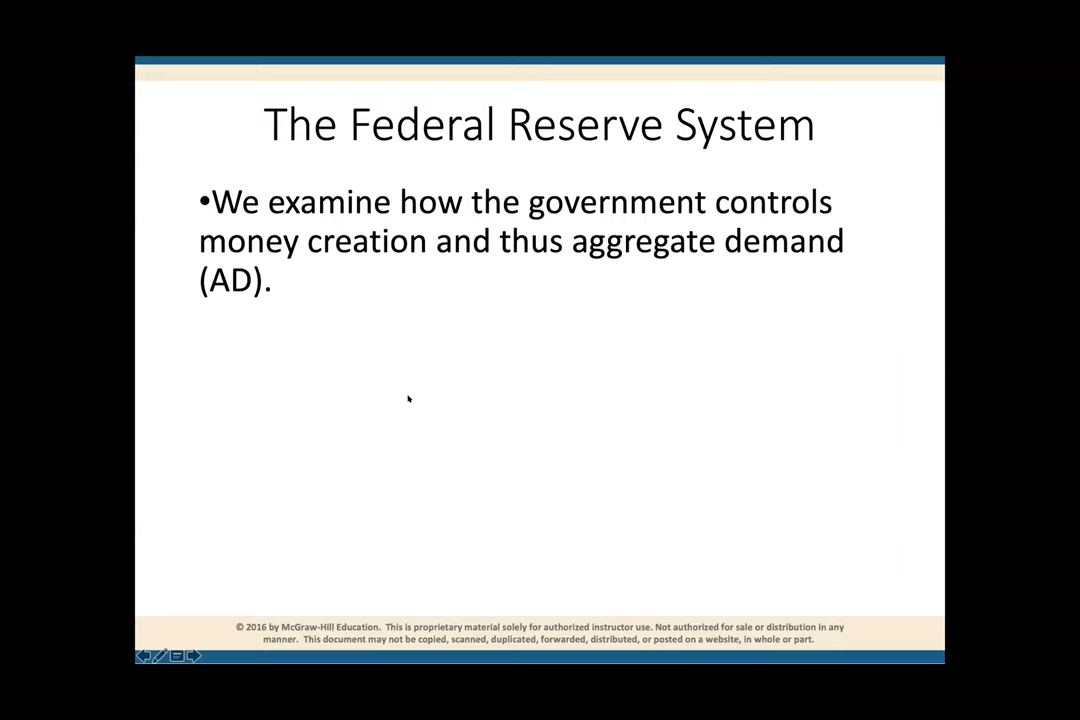 The Federal Reserve System
•We examine how the government controls
money creation and thus aggregate demand
(AD).
© 2016 by McGraw-Hill Education. This is proprietary material solely for authorized instructor use. Not authorized for sale or distribution in any
manner. This document may not be copied, scanned, duplicated, forwarded, distributed, or posted on a website, in whole or part.